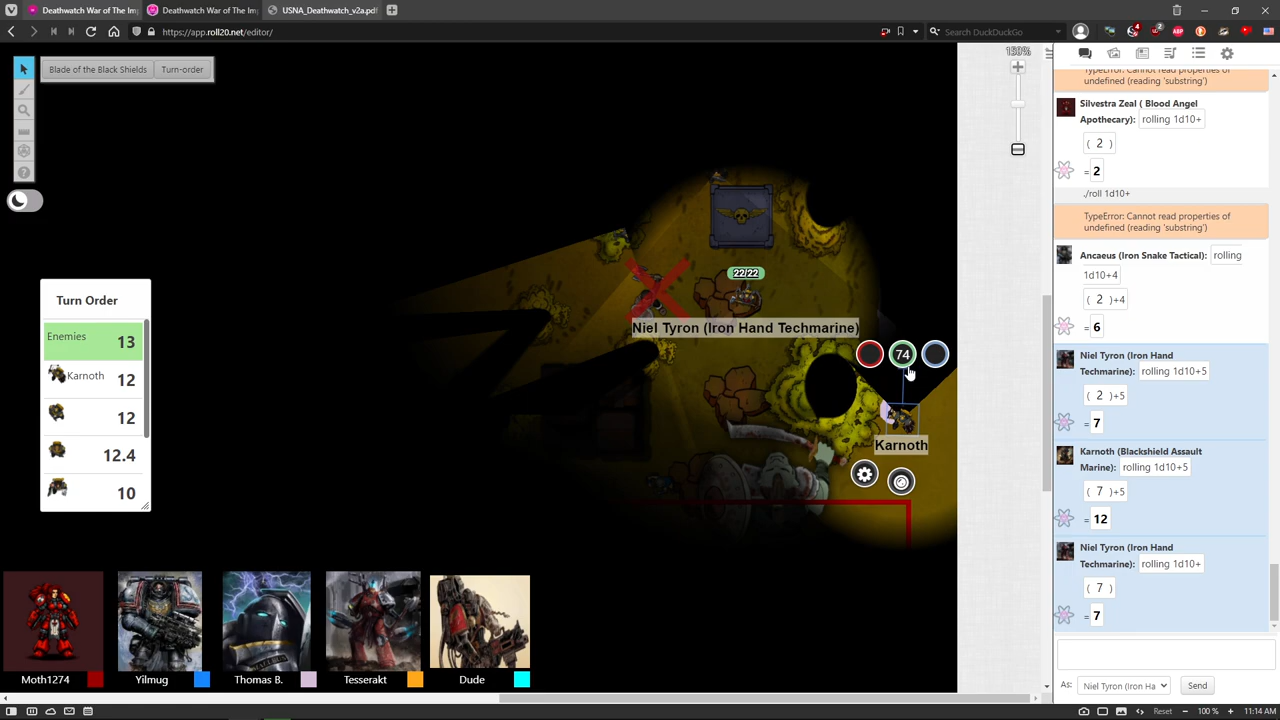 Deathwatch War of The Im
Deathwatch War of The Im
USNA_Deathwatch_v2a.pdf
https://app.roll20.net/editor/
Search DuckDuckGo
Blade of the Black Shields
Turn-order
150%
TypeError: Cannot read properties of
undefined (reading 'substring')
Silvestra Zeal ( Blood Angel
Apothecary): rolling 1d10+
( 2 )
= 2
./roll 1d10+
TypeError: Cannot read properties of
undefined (reading 'substring')
Ancaeus (Iron Snake Tactical): rolling
1d10+4
( 2 )+4
= 6
Niel Tyron (Iron Hand
Techmarine): rolling 1d10+5
( 2 )+5
= 7
Karnoth (Blackshield Assault
Marine): rolling 1d10+5
( 7 )+5
= 12
Niel Tyron (Iron Hand
Techmarine): rolling 1d10+
( 7 )
= 7
As: Niel Tyron (Iron Ha
Send
22/22
Niel Tyron (Iron Hand Techmarine)
74
Karnoth
Turn Order
Enemies 13
Karnoth 12
12
12.4
10
Moth1274
Yilmug
Thomas B.
Tesserakt
Dude
Reset
100 %
11:14 AM